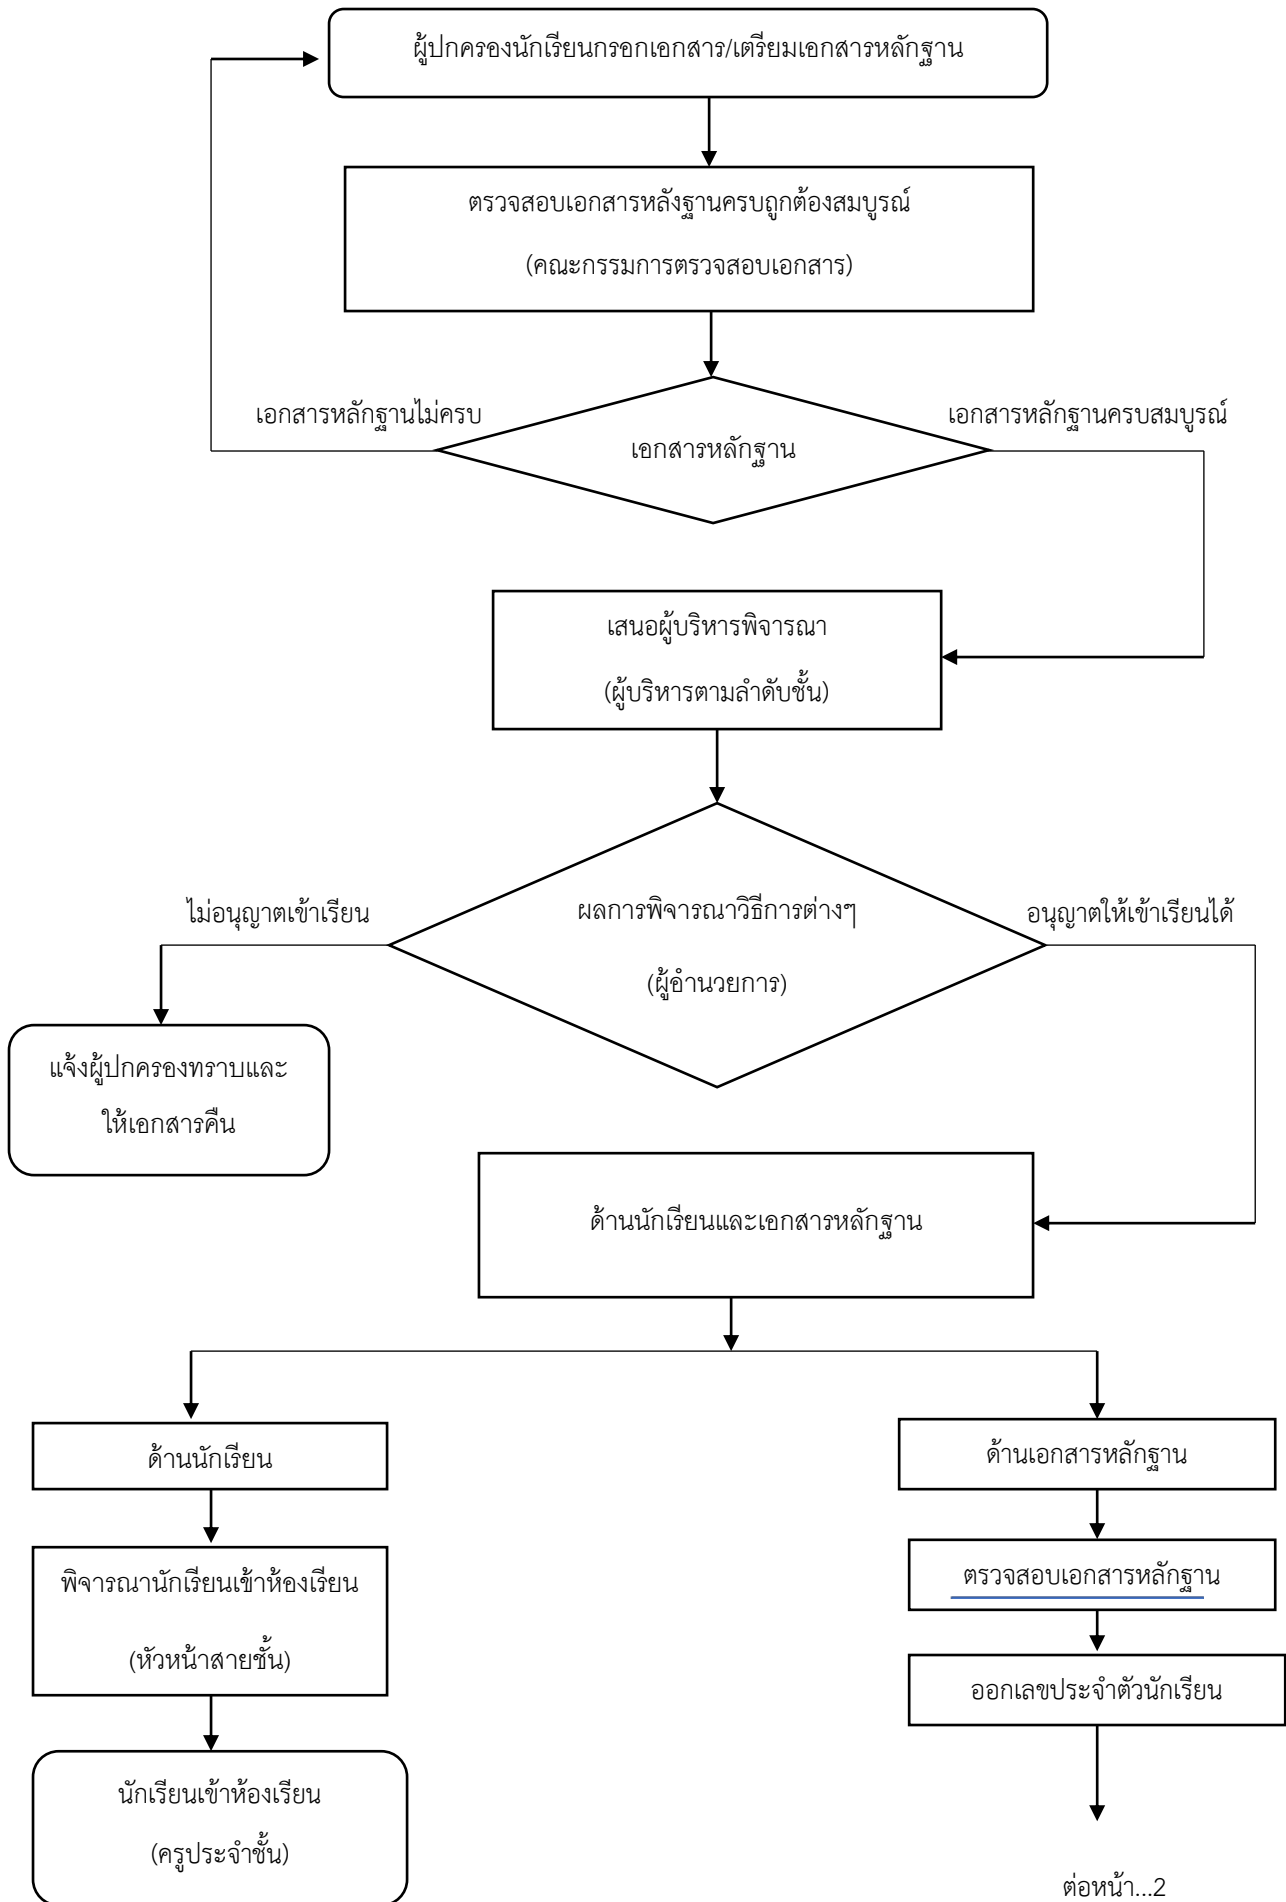 ผู้ปกครองนักเรียนกรอกเอกสาร/เตรียมเอกสารหลักฐาน
ตรวจสอบเอกสารหลังฐานครบถูกต้องสมบูรณ์
(คณะกรรมการตรวจสอบเอกสาร)
เอกสารหลักฐานไม่ครบ
เอกสารหลักฐานครบสมบูรณ์
เอกสารหลักฐาน
เสนอผู้บริหารพิจารณา
(ผู้บริหารตามลำดับชั้น)
ไม่อนุญาตเข้าเรียน
ผลการพิจารณาวิธีการต่างๆ
อนุญาตให้เข้าเรียนได้
(ผู้อำนวยการ)
แจ้งผู้ปกครองทราบและ
ให้เอกสารคืน
ด้านนักเรียนและเอกสารหลักฐาน
ด้านนักเรียน
ด้านเอกสารหลักฐาน
พิจารณานักเรียนเข้าห้องเรียน
(หัวหน้าสายชั้น)
ตรวจสอบเอกสารหลักฐาน
ออกเลขประจำตัวนักเรียน
นักเรียนเข้าห้องเรียน
(ครูประจำชั้น)
ต่อหน้า...2